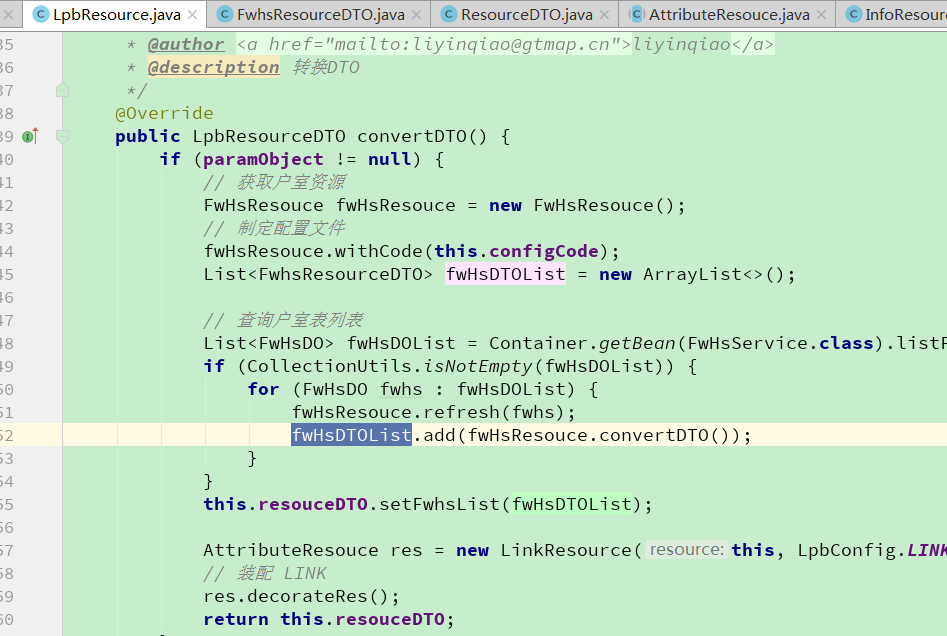 LpbResource.java × FwhsResourceDTO.java × ResourceDTO.java × AttributeResouce.java × InfoResour
35 * @author <a href="mailto:liyinqiao@gtmap.cn">liyinqiao</a>
36 * @description 转换DTO
37 */
38 @Override
39 public LpbResourceDTO convertDTO() {
40 if (paramObject != null) {
41 // 获取户室资源
42 FwHsResouce fwHsResouce = new FwHsResouce();
43 // 制定配置文件
44 fwHsResouce.withCode(this.configCode);
45 List<FwhsResourceDTO> fwHsDTOList = new ArrayList<>();
46
47 // 查询户室表列表
48 List<FwHsDO> fwHsDOList = Container.getBean(FwHsService.class).listF
49 if (CollectionUtils.isNotEmpty(fwHsDOList)) {
50 for (FwHsDO fwhs : fwHsDOList) {
51 fwHsResouce.refresh(fwhs);
52 fwHsDTOList.add(fwHsResouce.convertDTO());
53 }
54 }
55 this.resouceDTO.setFwhsList(fwHsDTOList);
56
57 AttributeResouce res = new LinkResource( resource: this, LpbConfig.LINK
58 // 装配 LINK
59 res.decorateRes();
60 return this.resouceDTO;